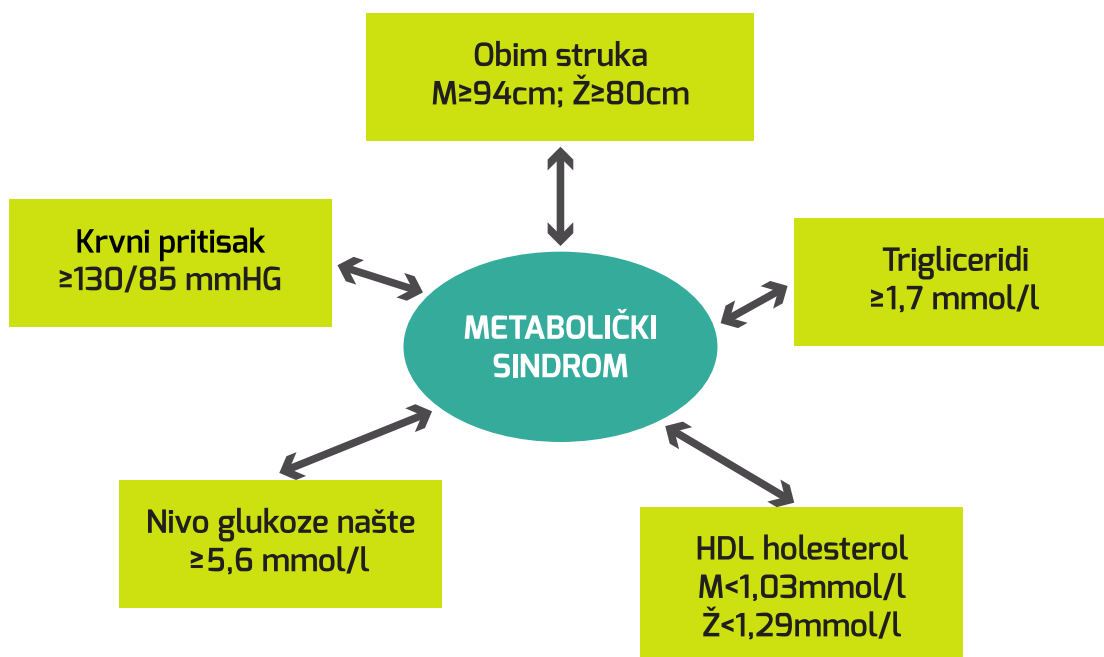 Obim struka
M≥94cm; Ž≥80cm
Krvni pritisak
≥130/85 mmHG
Trigliceridi
≥1,7 mmol/l
METABOLIČKI
SINDROM
Nivo glukoze našte
≥5,6 mmol/l
HDL holesterol
M<1,03mmol/l
Ž<1,29mmol/l